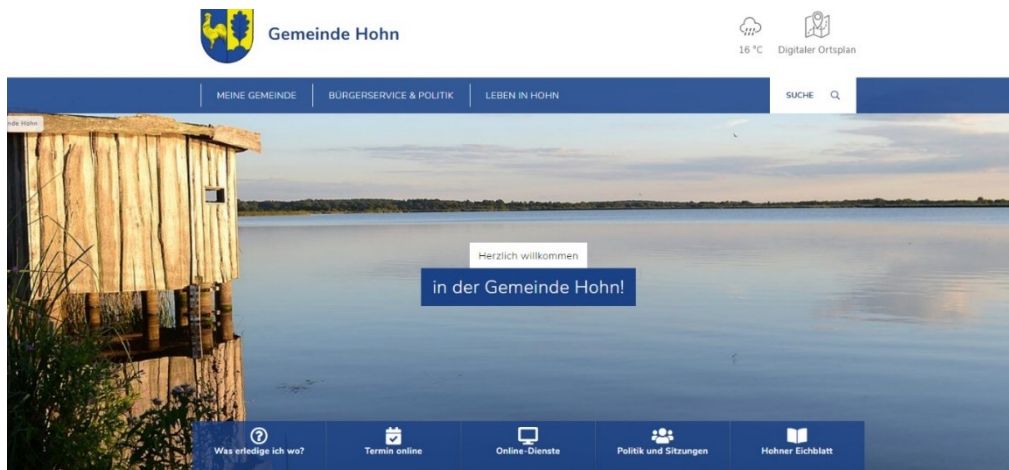 Gemeinde Hohn
16 °C
Digitaler Ortsplan
MEINE GEMEINDE
BÜRGERSERVICE & POLITIK
LEBEN IN HOHN
SUCHE
nde Hohn
Herzlich willkommen
in der Gemeinde Hohn!
Was erledige ich wo?
Termin online
Online-Dienste
Politik und Sitzungen
Hohner Eichblatt